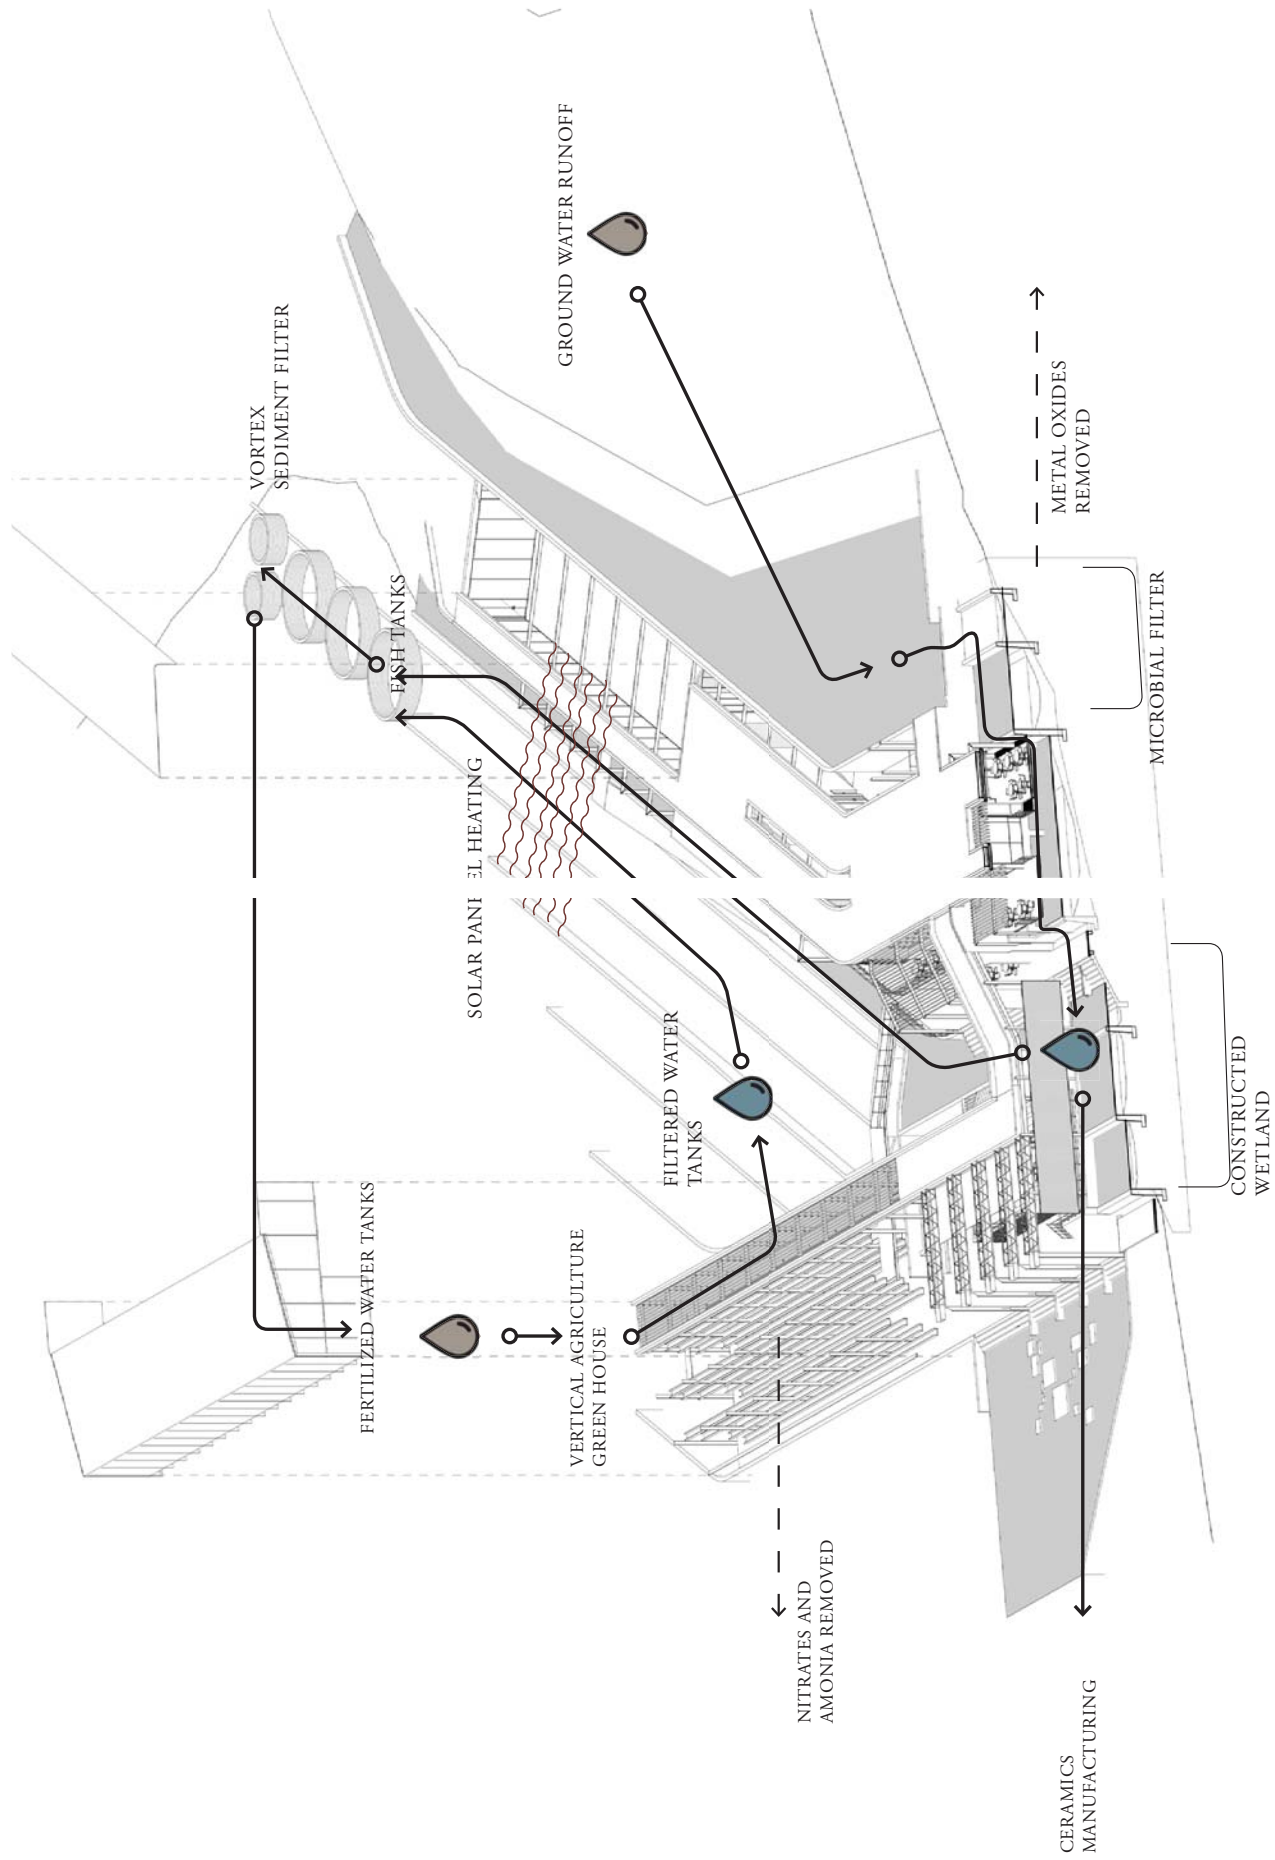 VORTEX
SEDIMENT FILTER
FERTILIZED WATER TANKS
FISH TANKS
SOLAR PANEL HEATING
GROUND WATER RUNOFF
VERTICAL AGRICULTURE
GREEN HOUSE
FILTERED WATER
TANKS
NITRATES AND
AMONIA REMOVED
METAL OXIDES
REMOVED
CERAMICS
MANUFACTURING
MICROBIAL FILTER
CONSTRUCTED
WETLAND